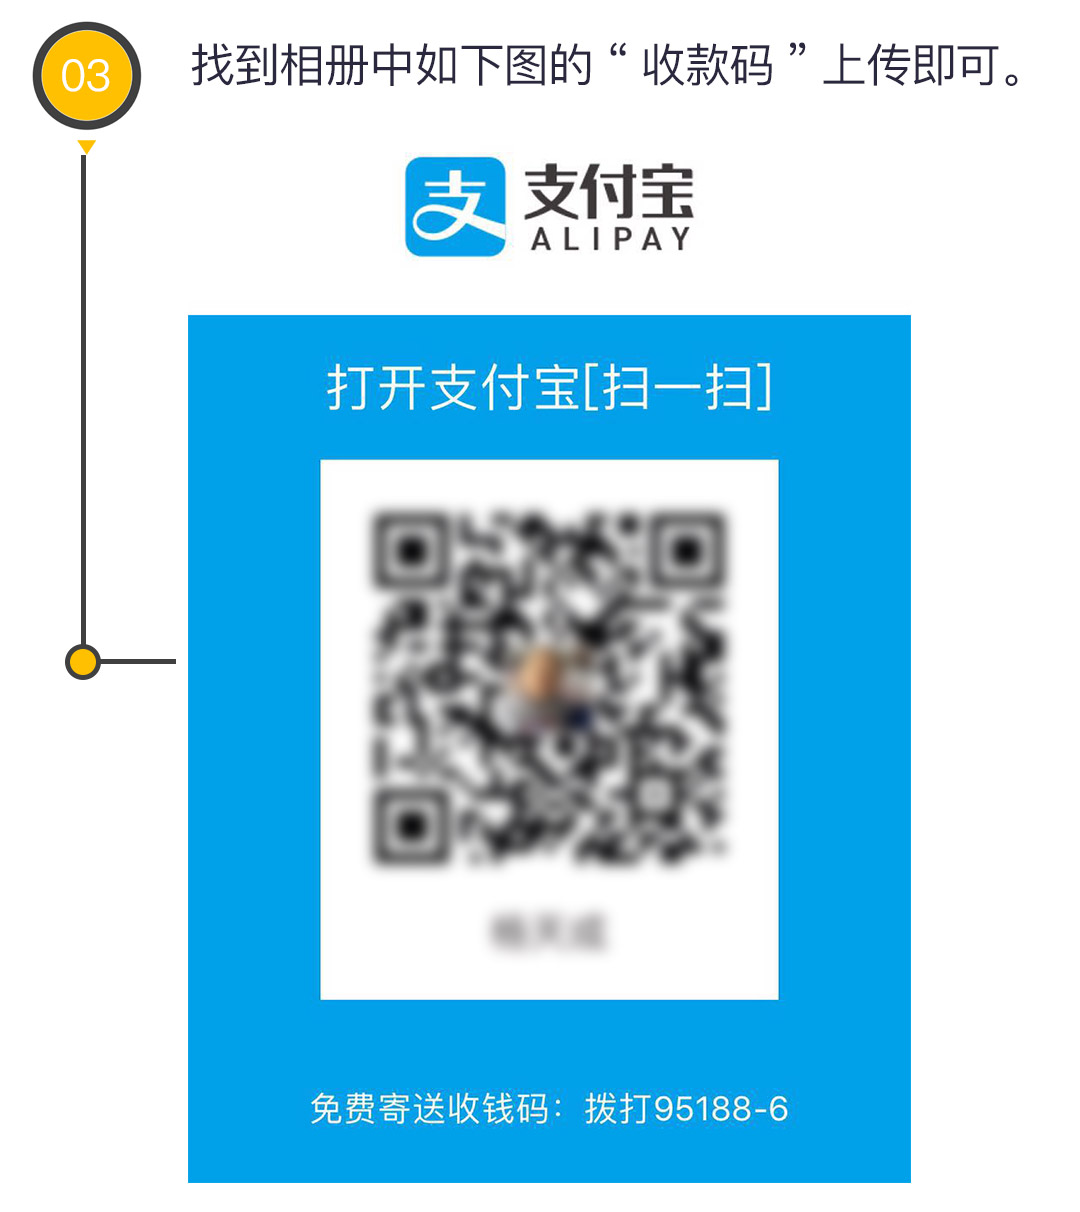 03
找到相册中如下图的“收款码”上传即可。
支
支付宝
ALIPAY
打开支付宝[扫一扫]
免费寄送收钱码：拨打95188-6